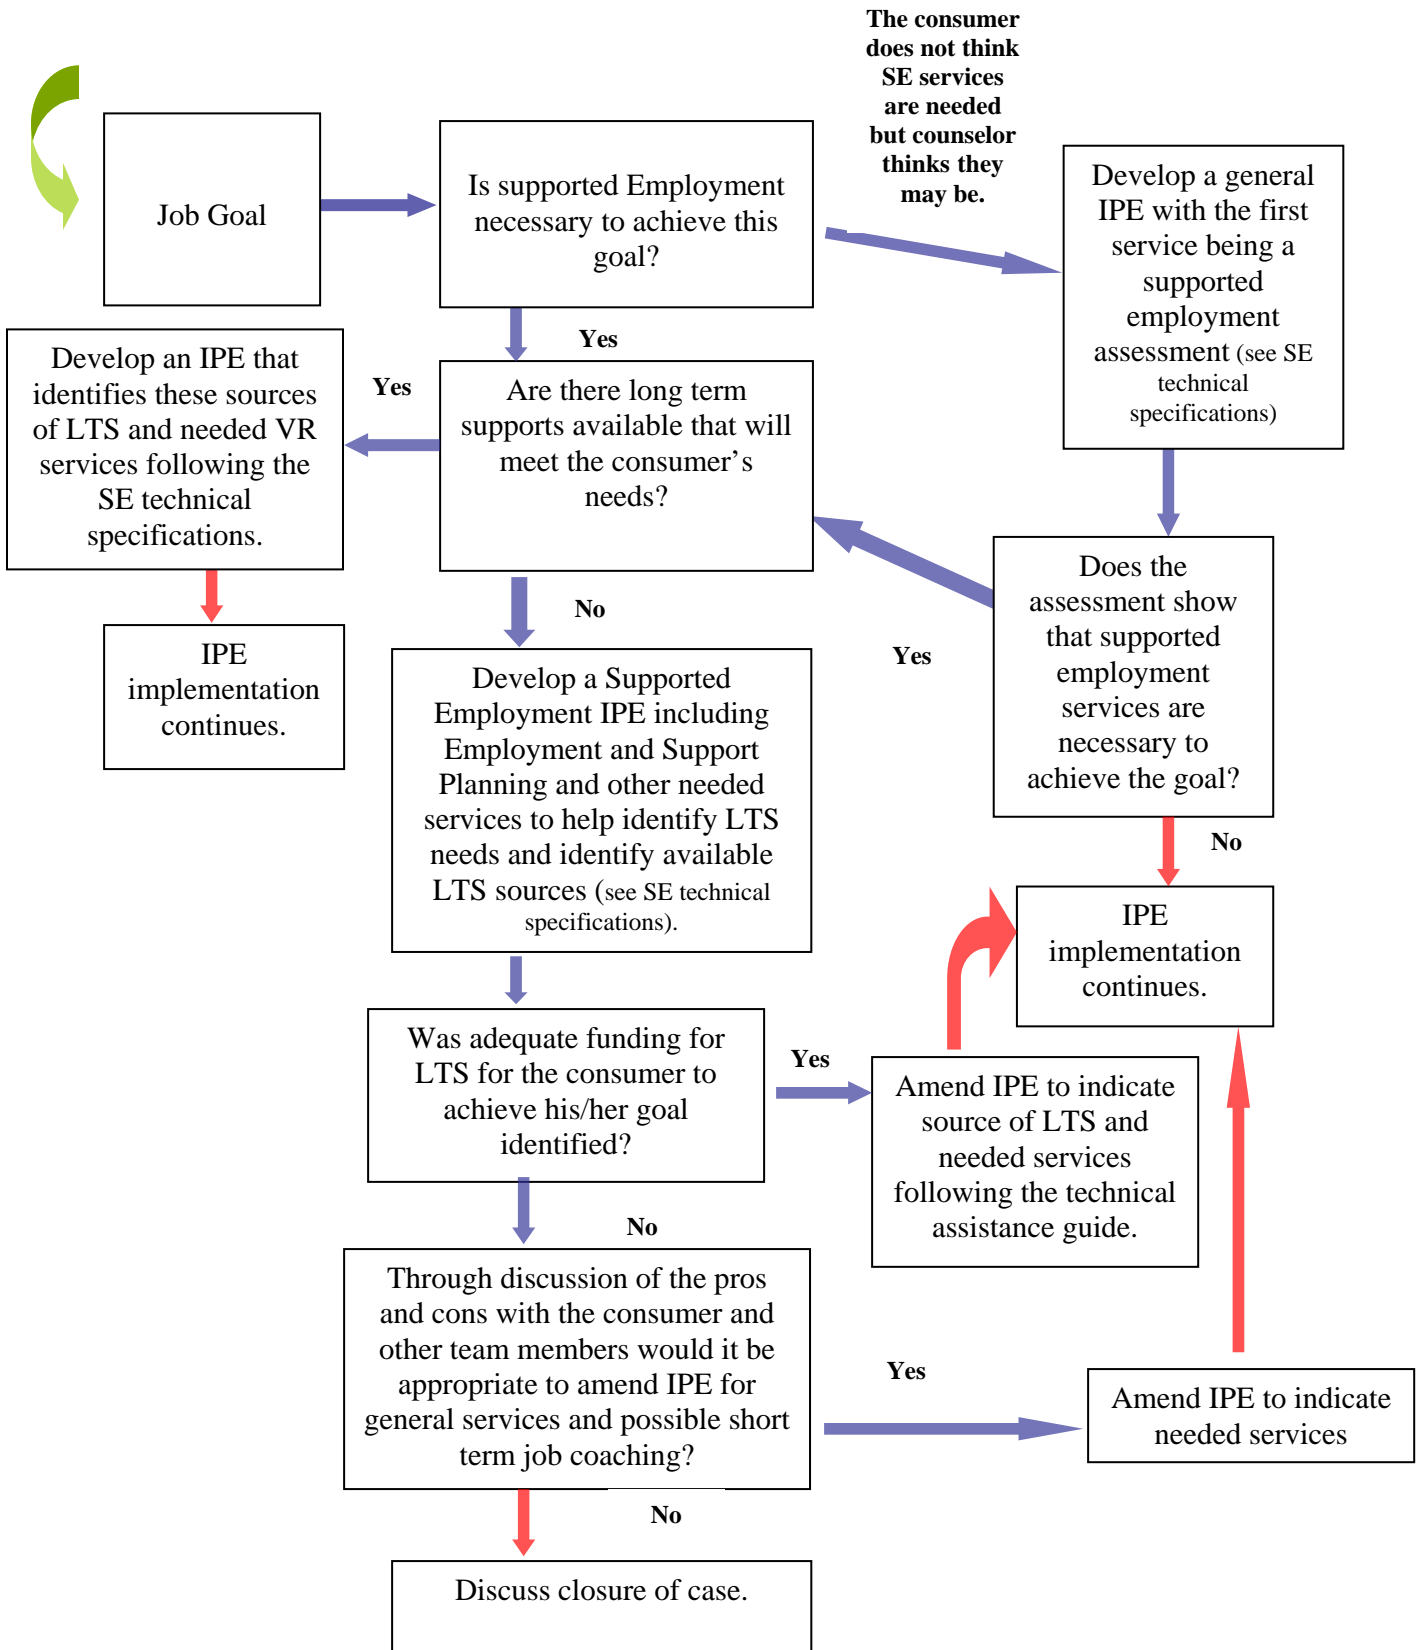 The consumer
does not think
SE services
are needed
but counselor
thinks they
may be.
Job Goal
Is supported Employment
necessary to achieve this
goal?
Develop a general
IPE with the first
service being a
supported
employment
assessment (see SE
technical
specifications)
Yes
Develop an IPE that
identifies these sources
of LTS and needed VR
services following the
SE technical
specifications.
Yes
Are there long term
supports available that will
meet the consumer’s
needs?
Does the
assessment show
that supported
employment
services are
necessary to
achieve the goal?
No
Yes
IPE
implementation
continues.
Develop a Supported
Employment IPE including
Employment and Support
Planning and other needed
services to help identify LTS
needs and identify available
LTS sources (see SE technical
specifications).
No
IPE
implementation
continues.
Was adequate funding for
LTS for the consumer to
achieve his/her goal
identified?
Yes
Amend IPE to indicate
source of LTS and
needed services
following the technical
assistance guide.
No
Through discussion of the pros
and cons with the consumer and
other team members would it be
appropriate to amend IPE for
general services and possible short
term job coaching?
Yes
Amend IPE to indicate
needed services
No
Discuss closure of case.